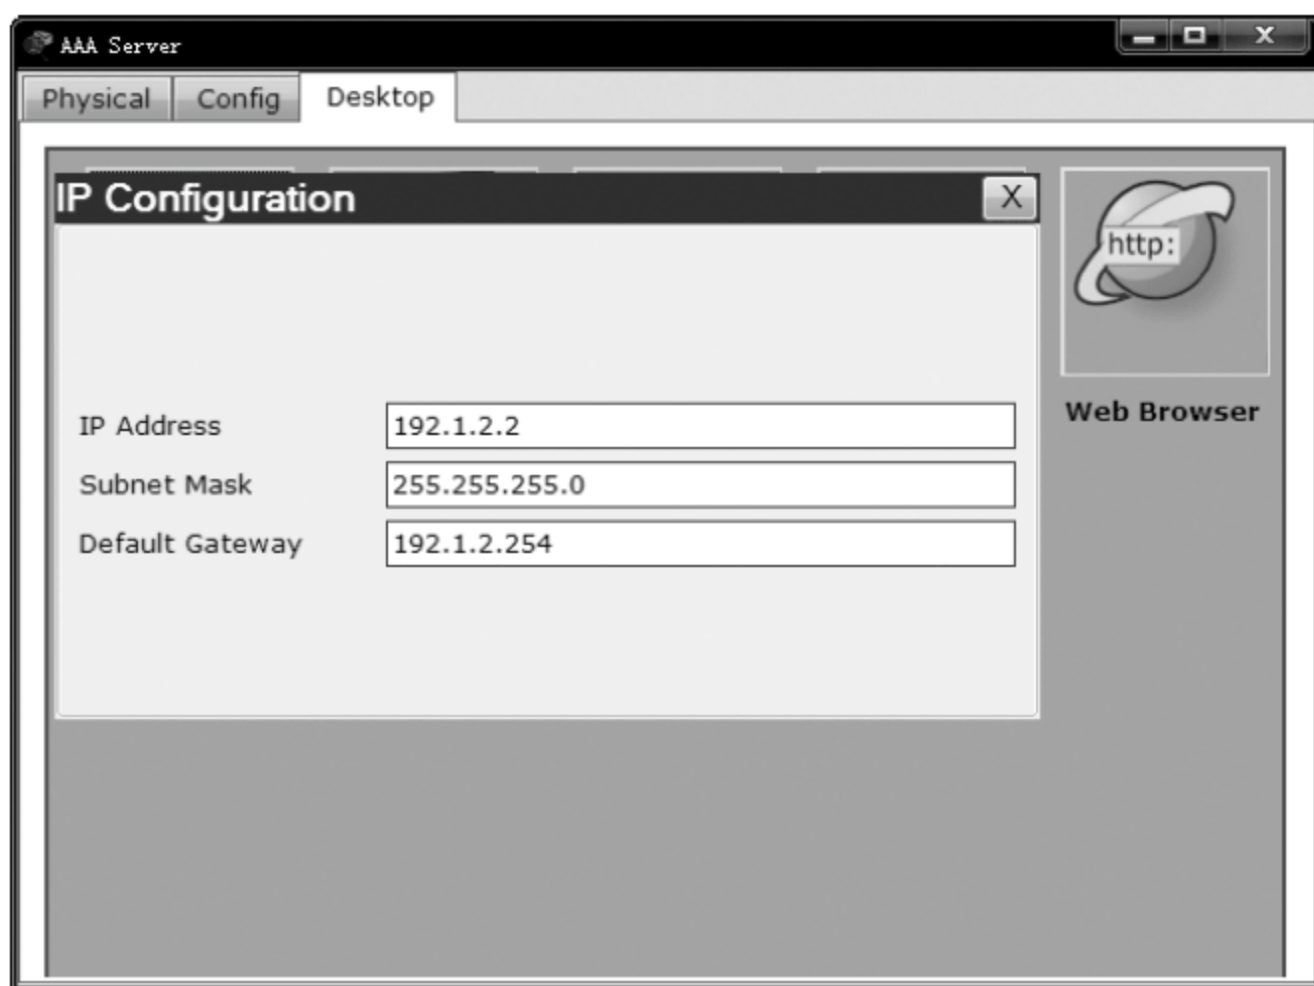 AAA Server
Physical Config Desktop
IP Configuration X
http:
Web Browser
IP Address 192.1.2.2
Subnet Mask 255.255.255.0
Default Gateway 192.1.2.254